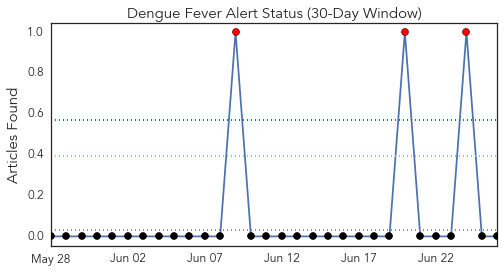 Dengue Fever Alert Status (30-Day Window)
Articles Found
1.0
0.8
0.6
0.4
0.2
0.0
May 28 Jun 02 Jun 07 Jun 12 Jun 17 Jun 22